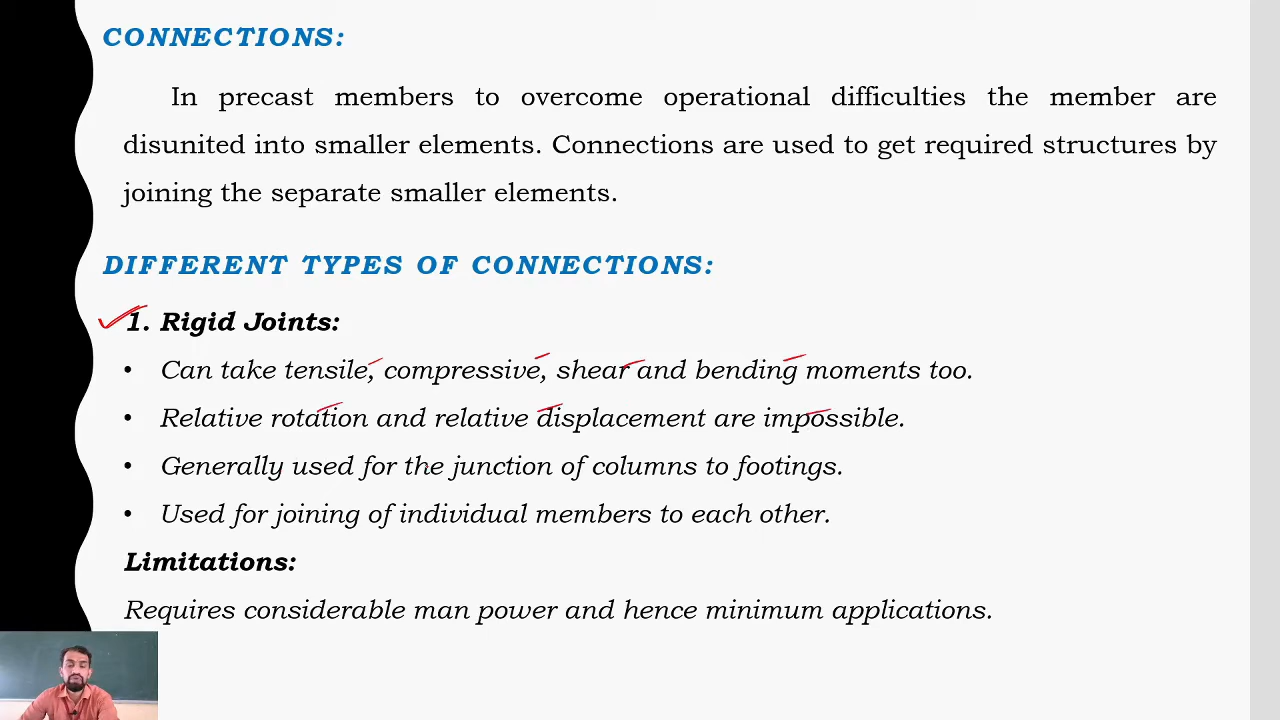 CONNECTIONS:
In precast members to overcome operational difficulties the member are
disunited into smaller elements. Connections are used to get required structures by
joining the separate smaller elements.
DIFFERENT TYPES OF CONNECTIONS:
1. Rigid Joints:
• Can take tensile, compressive, shear and bending moments too.
• Relative rotation and relative displacement are impossible.
• Generally used for the junction of columns to footings.
• Used for joining of individual members to each other.
Limitations:
Requires considerable man power and hence minimum applications.